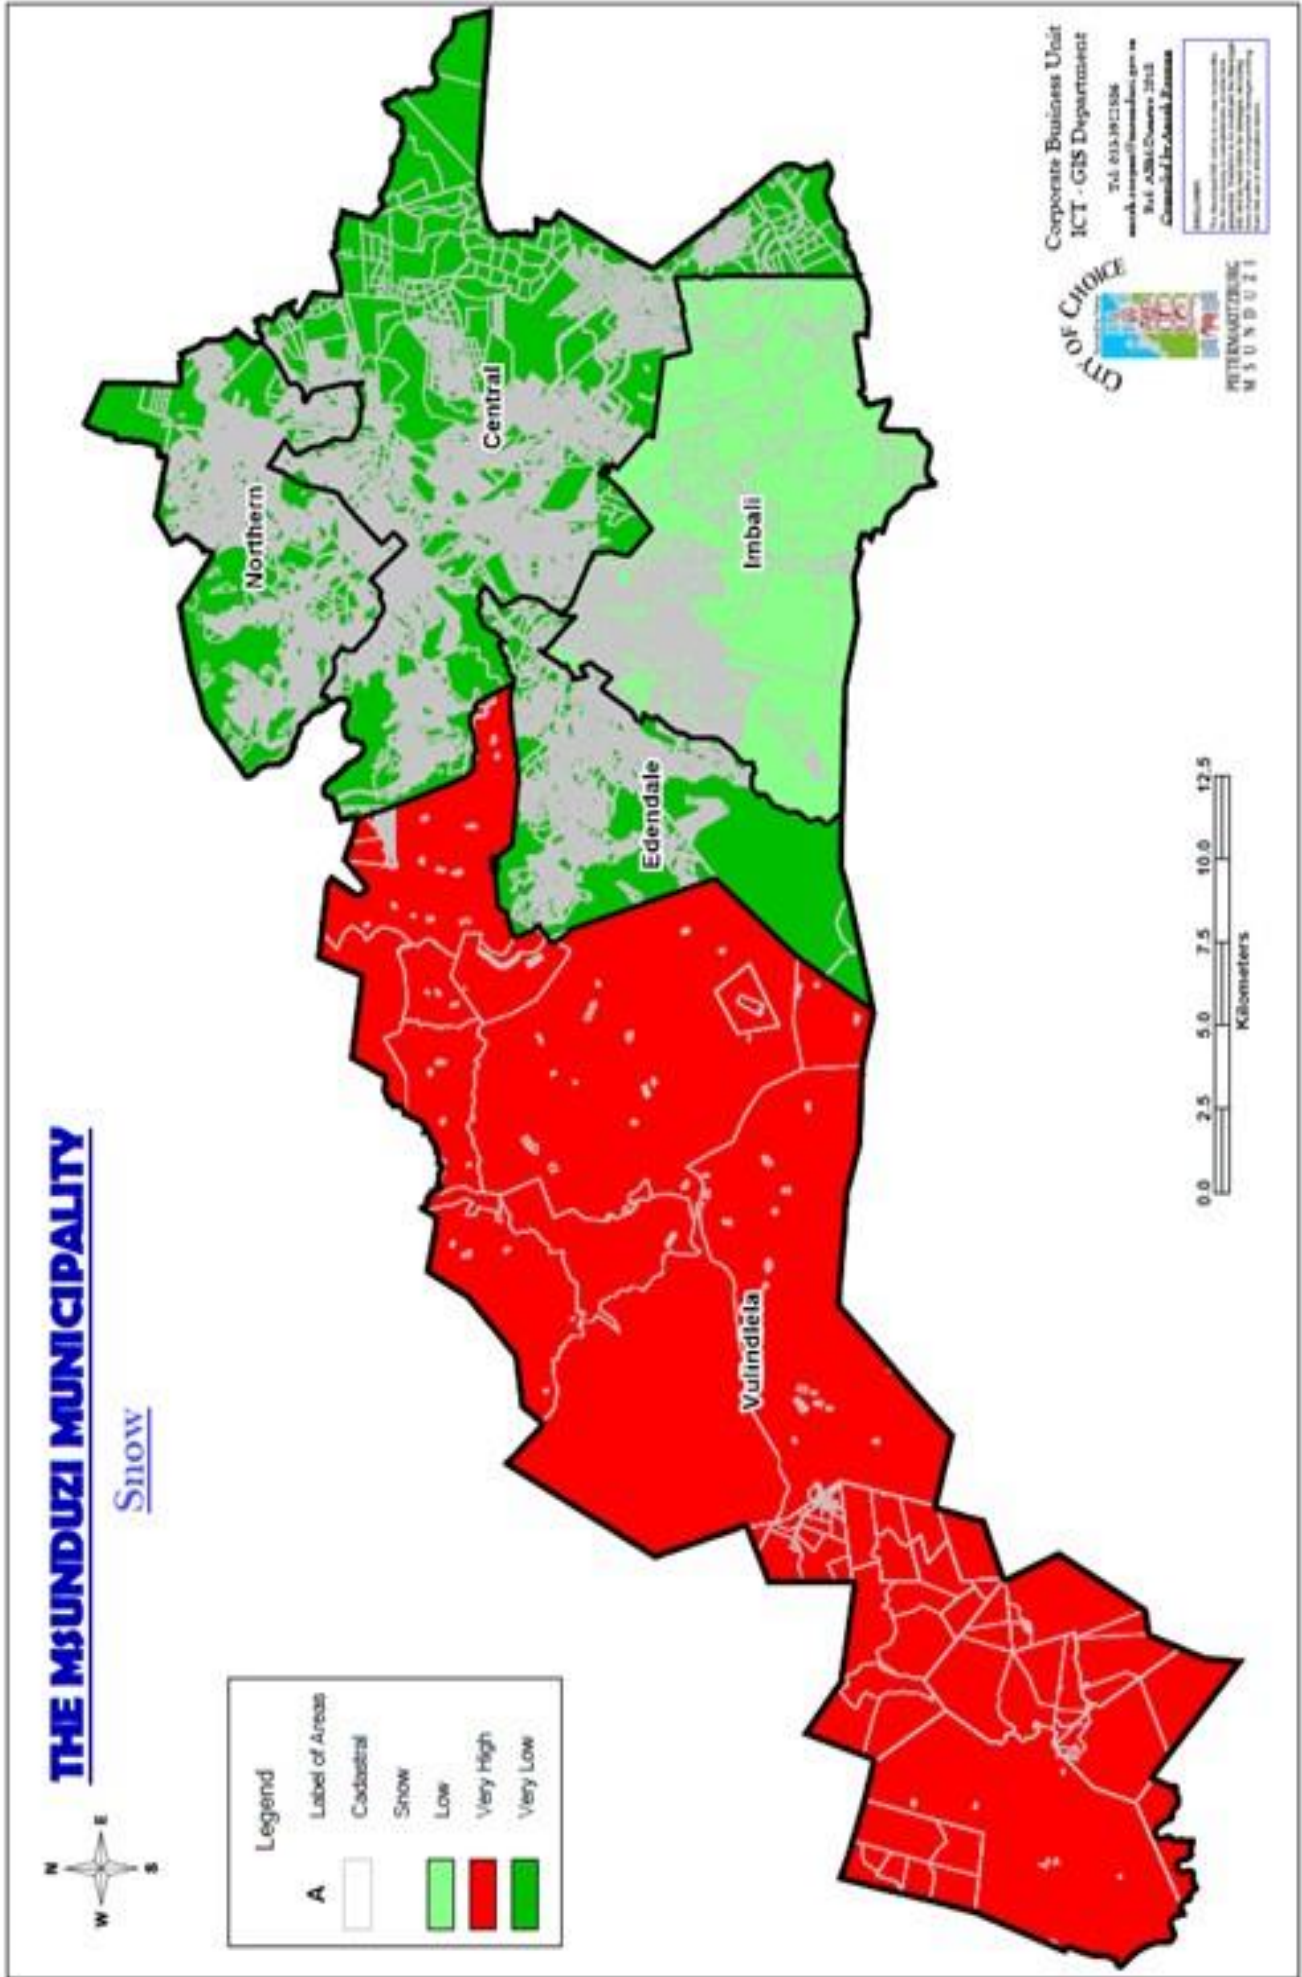 THE MSUNDUZI MUNICIPALITY
Snow
N
W E
S
Legend
A Label of Areas
Cadastral
Snow
Low
Very High
Very Low
Northern
Central
Edendale
Imbali
Vulindlela
0.0 2.5 5.0 7.5 10.0 12.5
Kilometers
CITY OF CHOICE
PIETERMARITZBURG
MSUNDUZI
Corporate Business Unit
ICT - GIS Department